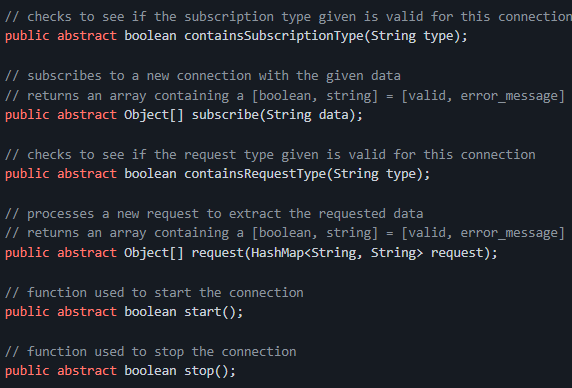 // checks to see if the subscription type given is valid for this connection
public abstract boolean containsSubscriptionType(String type);
// subscribes to a new connection with the given data
// returns an array containing a [boolean, string] = [valid, error_message]
public abstract Object[] subscribe(String data);
// checks to see if the request type given is valid for this connection
public abstract boolean containsRequestType(String type);
// processes a new request to extract the requested data
// returns an array containing a [boolean, string] = [valid, error_message]
public abstract Object[] request(HashMap<String, String> request);
// function used to start the connection
public abstract boolean start();
// function used to stop the connection
public abstract boolean stop();